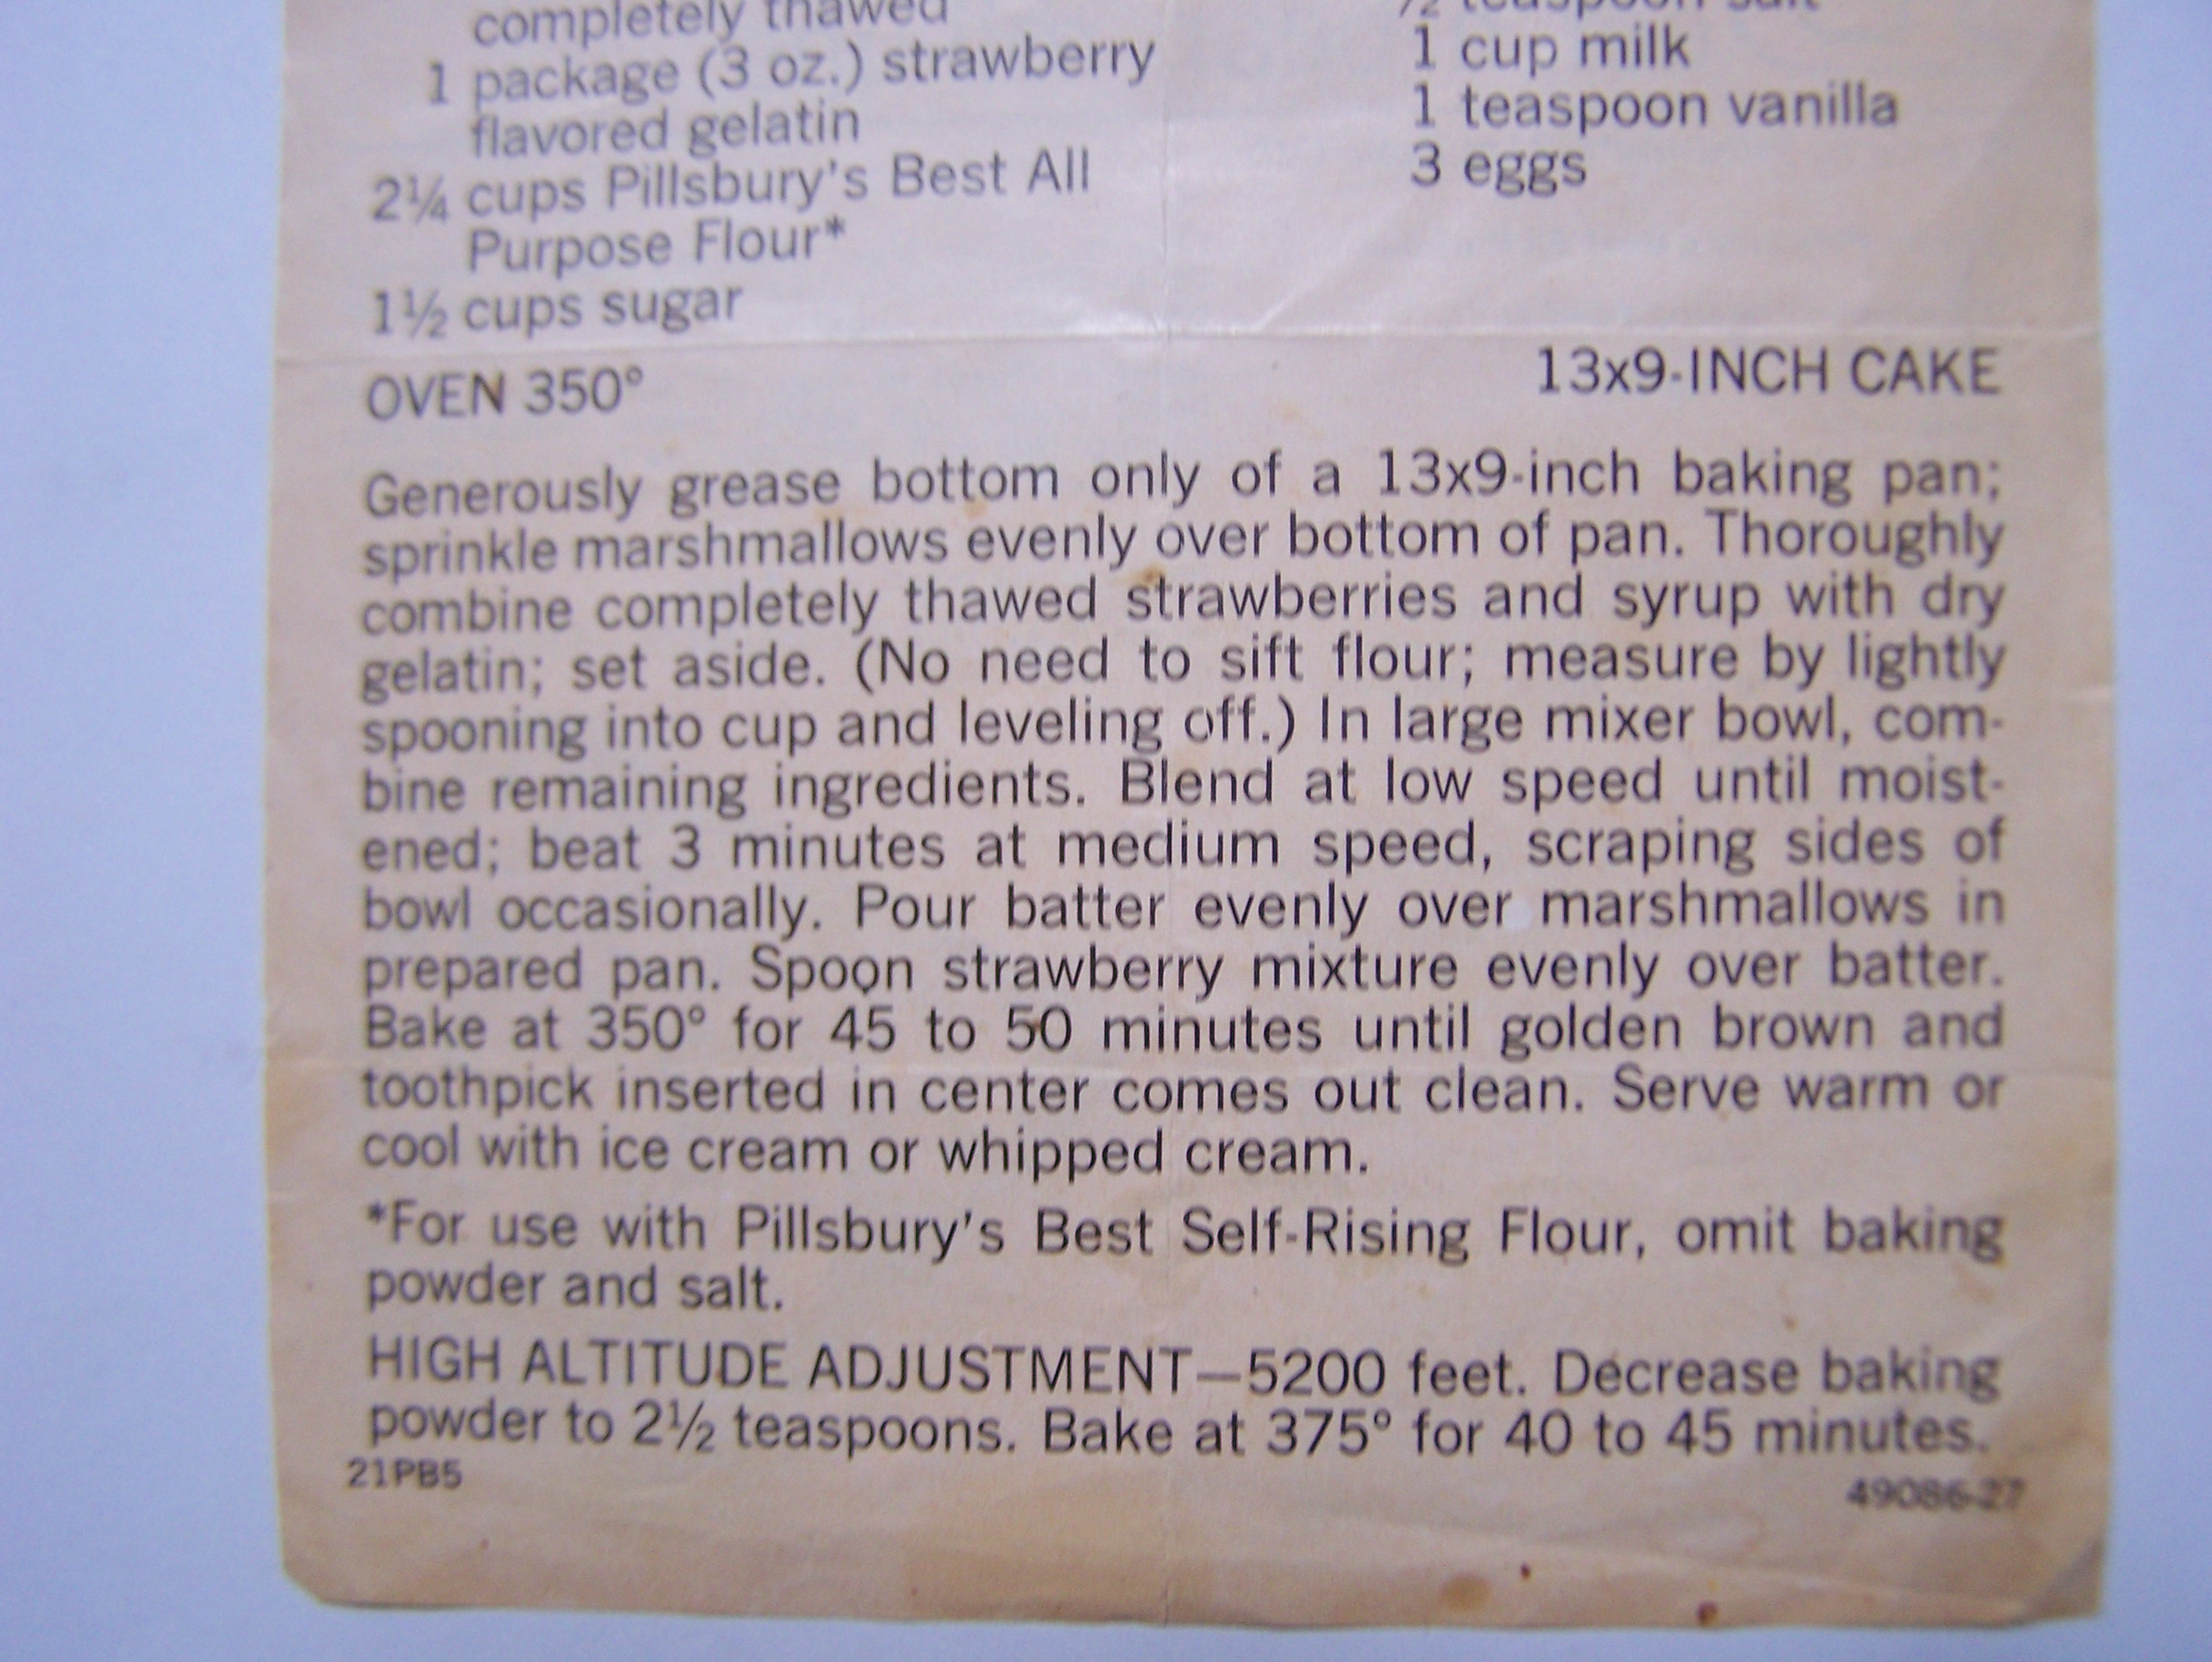 completely thawed
1 package (3 oz.) strawberry
flavored gelatin
2¼ cups Pillsbury's Best All
Purpose Flour*
1½ cups sugar
½ teaspoon salt
1 cup milk
1 teaspoon vanilla
3 eggs
OVEN 350°
13x9-INCH CAKE
Generously grease bottom only of a 13x9-inch baking pan;
sprinkle marshmallows evenly over bottom of pan. Thoroughly
combine completely thawed strawberries and syrup with dry
gelatin; set aside. (No need to sift flour; measure by lightly
spooning into cup and leveling off.) In large mixer bowl, com-
bine remaining ingredients. Blend at low speed until moist-
ened; beat 3 minutes at medium speed, scraping sides of
bowl occasionally. Pour batter evenly over marshmallows in
prepared pan. Spoon strawberry mixture evenly over batter.
Bake at 350° for 45 to 50 minutes until golden brown and
toothpick inserted in center comes out clean. Serve warm or
cool with ice cream or whipped cream.
*For use with Pillsbury's Best Self-Rising Flour, omit baking
powder and salt.
HIGH ALTITUDE ADJUSTMENT—5200 feet. Decrease baking
powder to 2½ teaspoons. Bake at 375° for 40 to 45 minutes.
21PB5
49086-27